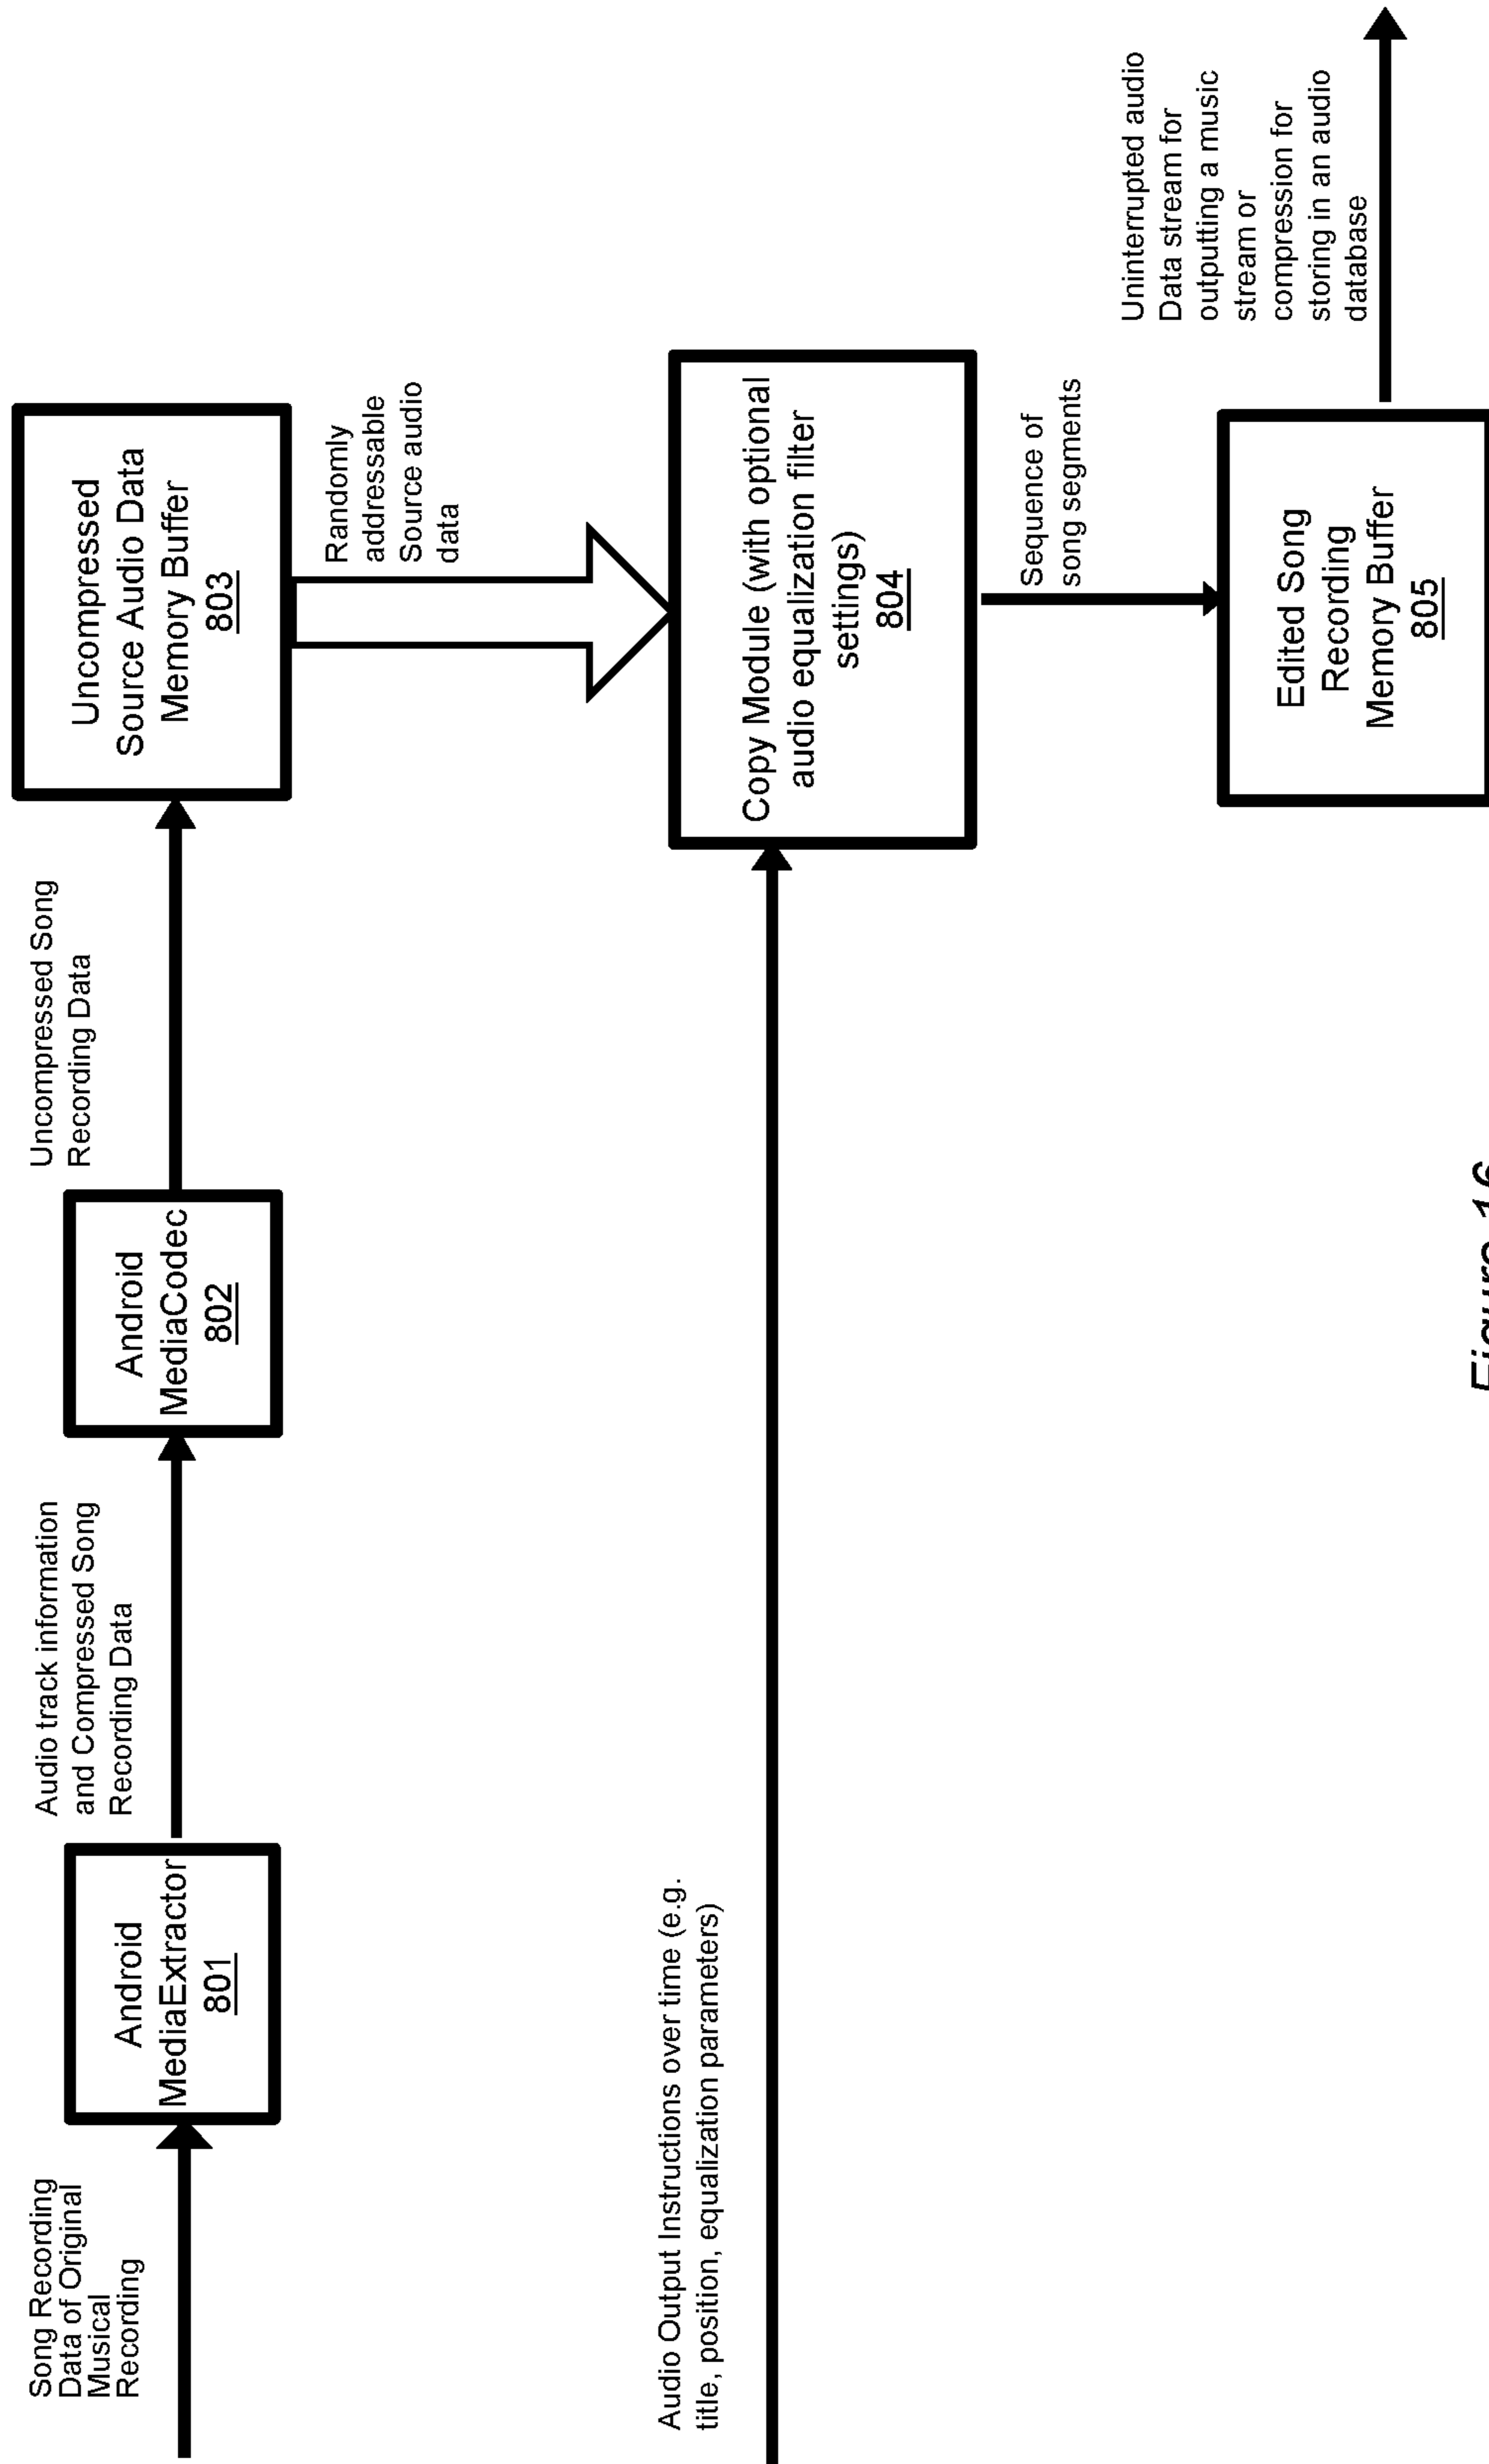 Song Recording
Data of Original
Musical
Recording
Android
MediaExtractor
801
Audio track information
and Compressed Song
Recording Data
Android
MediaCodec
802
Uncompressed Song
Recording Data
Uncompressed
Source Audio Data
Memory Buffer
803
Randomly
addressable
Source audio
data
Audio Output Instructions over time (e.g.
title, position, equalization parameters)
Copy Module (with optional
audio equalization filter
settings)
804
Sequence of
song segments
Edited Song
Recording
Memory Buffer
805
Uninterrupted audio
Data stream for
outputting a music
stream or
compression for
storing in an audio
database
Figure 16